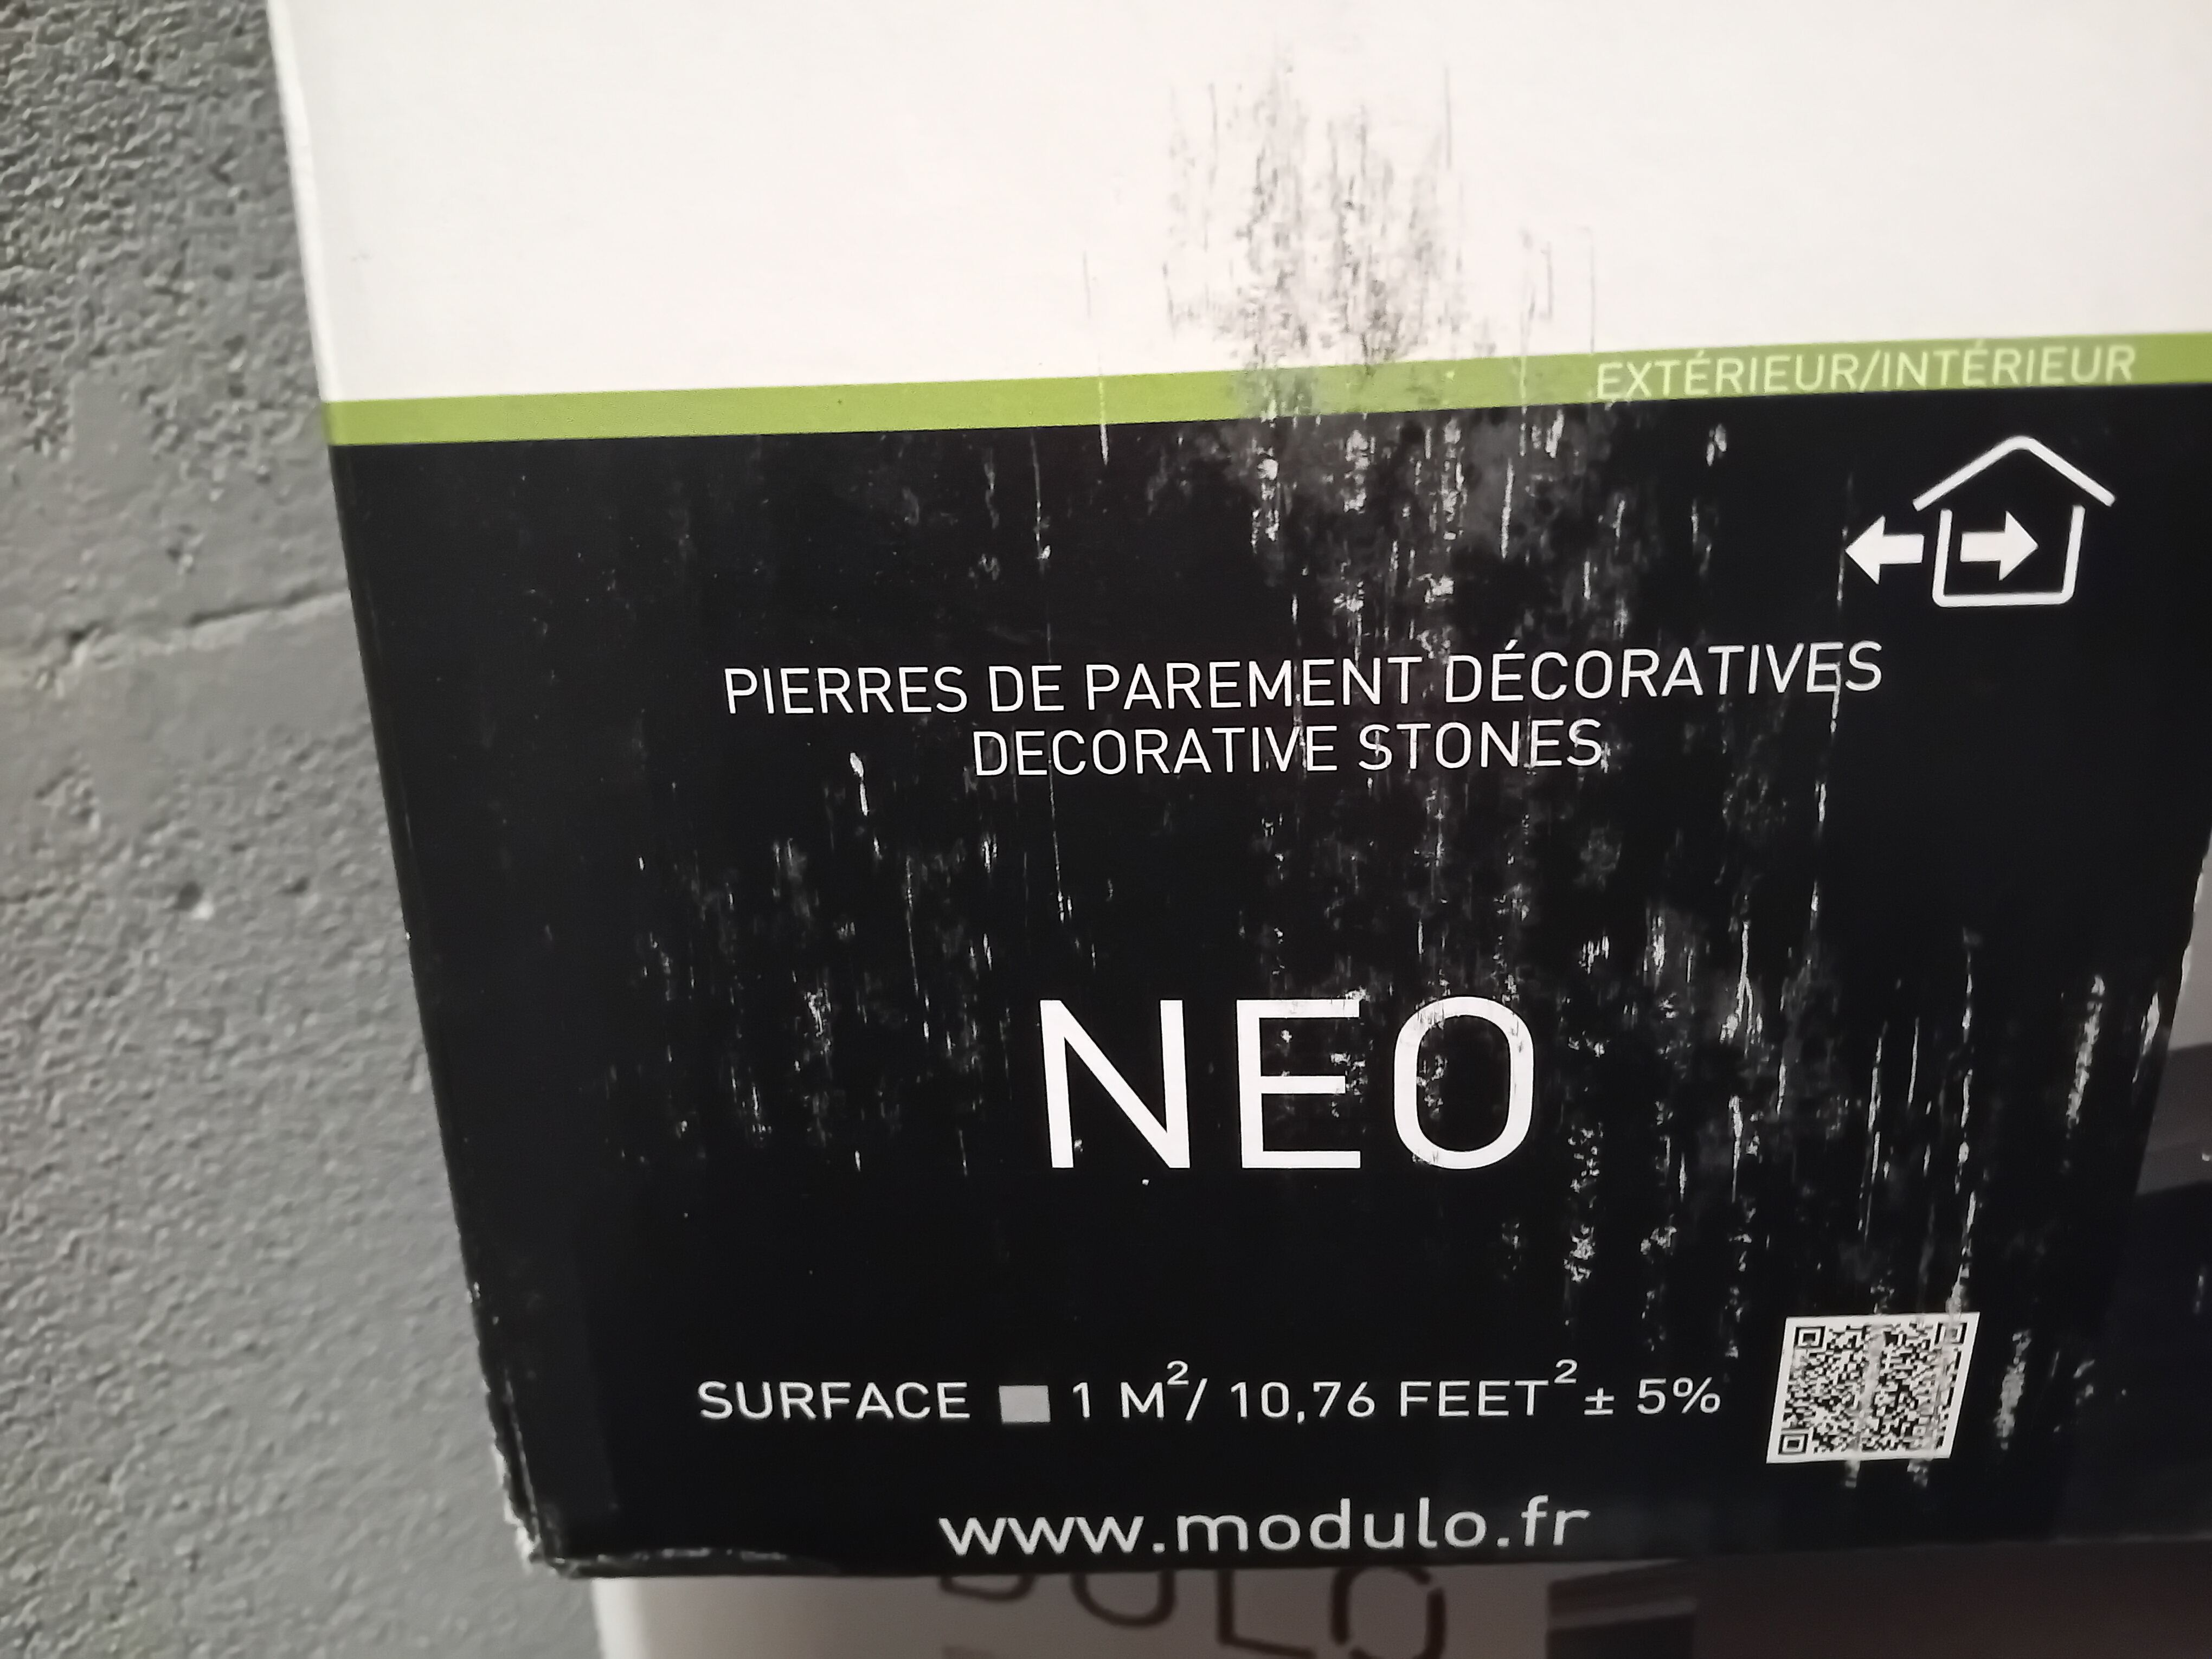 EXTÉRIEUR/INTÉRIEUR
PIERRES DE PAREMENT DÉCORATIVES
DECORATIVE STONES
NEO
SURFACE 1 M²/ 10,76 FEET² ± 5%
www.modulo.fr